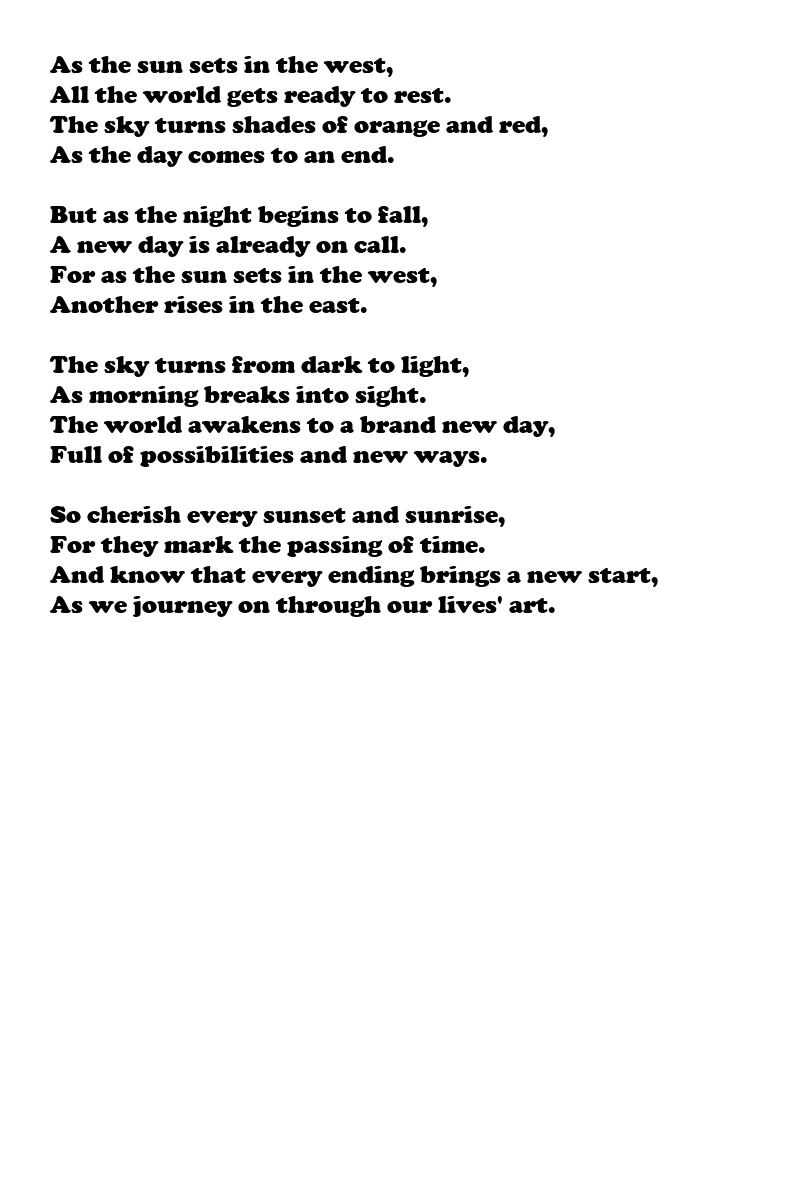 As the sun sets in the west,
All the world gets ready to rest.
The sky turns shades of orange and red,
As the day comes to an end.

But as the night begins to fall,
A new day is already on call.
For as the sun sets in the west,
Another rises in the east.

The sky turns from dark to light,
As morning breaks into sight.
The world awakens to a brand new day,
Full of possibilities and new ways.

So cherish every sunset and sunrise,
For they mark the passing of time.
And know that every ending brings a new start,
As we journey on through our lives' art.